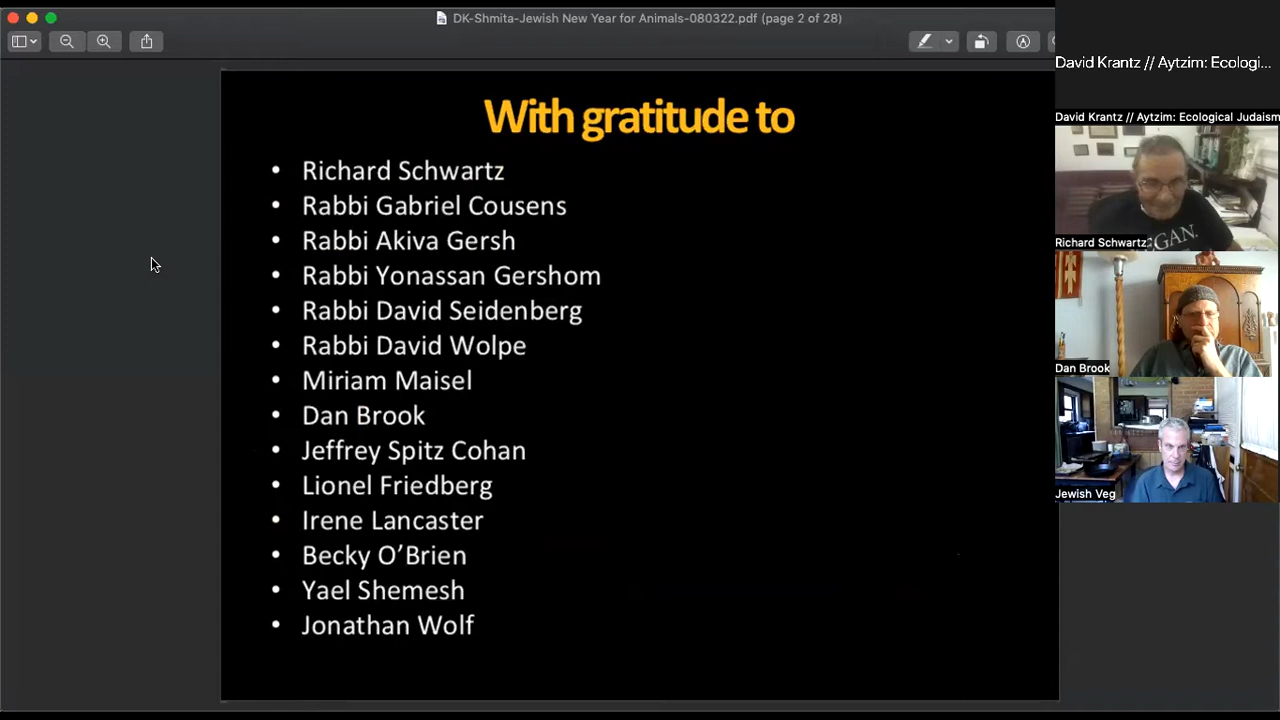 DK-Shmita-Jewish New Year for Animals-080322.pdf (page 2 of 28)
With gratitude to
• Richard Schwartz
• Rabbi Gabriel Cousens
• Rabbi Akiva Gersh
• Rabbi Yonassan Gershom
• Rabbi David Seidenberg
• Rabbi David Wolpe
• Miriam Maisel
• Dan Brook
• Jeffrey Spitz Cohan
• Lionel Friedberg
• Irene Lancaster
• Becky O’Brien
• Yael Shemesh
• Jonathan Wolf
David Krantz // Aytzim: Ecologi...
David Krantz // Aytzim: Ecological Judaism
EGAN.
Richard Schwartz
Dan Brook
Jewish Veg